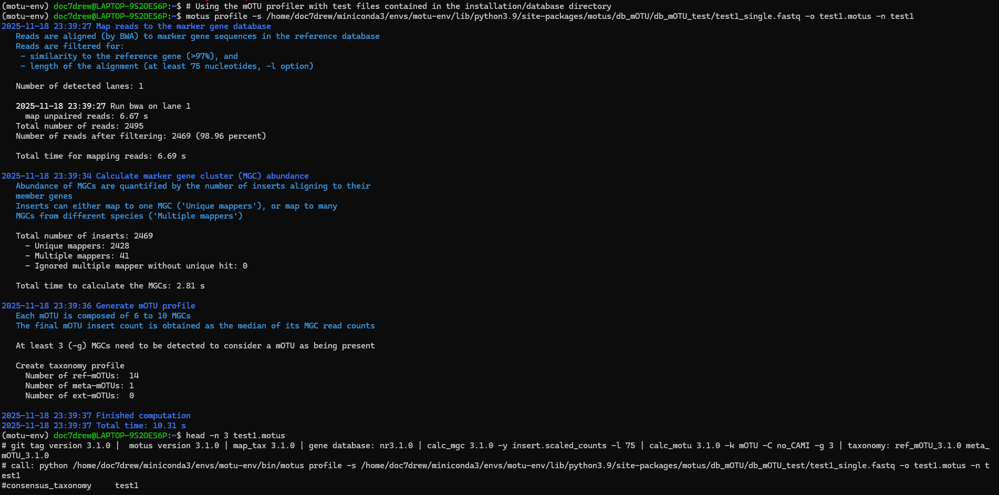 (motu-env) doc7drew@LAPTOP-9S2OES6P:~$ # Using the mOTU profiler with test files contained in the installation/database directory
(motu-env) doc7drew@LAPTOP-9S2OES6P:~$ motus profile -s /home/doc7drew/miniconda3/envs/motu-env/lib/python3.9/site-packages/motus/db_mOTU/db_mOTU_test/test1_single.fastq -o test1.motus -n test1
2025-11-18 23:39:27 Map reads to the marker gene database
   Reads are aligned (by BWA) to marker gene sequences in the reference database
   Reads are filtered for:
    - similarity to the reference gene (>97%), and
    - length of the alignment (at least 75 nucleotides, -l option)
   Number of detected lanes: 1
   2025-11-18 23:39:27 Run bwa on lane 1
     map unpaired reads: 6.67 s
   Total number of reads: 2495
   Number of reads after filtering: 2469 (98.96 percent)
   Total time for mapping reads: 6.69 s
2025-11-18 23:39:34 Calculate marker gene cluster (MGC) abundance
   Abundance of MGCs are quantified by the number of inserts aligning to their
   member genes
   Inserts can either map to one MGC ('Unique mappers'), or map to many
   MGCs from different species ('Multiple mappers')
   Total number of inserts: 2469
     - Unique mappers: 2428
     - Multiple mappers: 41
     - Ignored multiple mapper without unique hit: 0
   Total time to calculate the MGCs: 2.81 s
2025-11-18 23:39:36 Generate mOTU profile
   Each mOTU is composed of 6 to 10 MGCs
   The final mOTU insert count is obtained as the median of its MGC read counts
   At least 3 (-g) MGCs need to be detected to consider a mOTU as being present
   Create taxonomy profile
     Number of ref-mOTUs:  14
     Number of meta-mOTUs: 1
     Number of ext-mOTUs:  0
2025-11-18 23:39:37 Finished computation
2025-11-18 23:39:37 Total time: 10.31 s
(motu-env) doc7drew@LAPTOP-9S2OES6P:~$ head -n 3 test1.motus
# git tag version 3.1.0 |  motus version 3.1.0 | map_tax 3.1.0 | gene database: nr3.1.0 | calc_mgc 3.1.0 -y insert.scaled_counts -l 75 | calc_motu 3.1.0 -k mOTU -C no_CAMI -g 3 | taxonomy: ref_mOTU_3.1.0 meta_
mOTU_3.1.0
# call: python /home/doc7drew/miniconda3/envs/motu-env/bin/motus profile -s /home/doc7drew/miniconda3/envs/motu-env/lib/python3.9/site-packages/motus/db_mOTU/db_mOTU_test/test1_single.fastq -o test1.motus -n t
est1
#consensus_taxonomy     test1